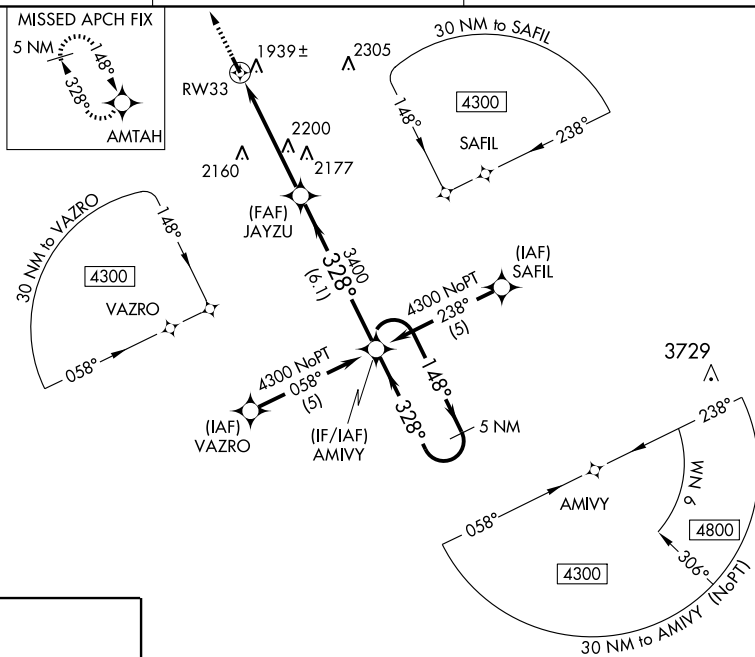 MISSED APCH FIX
5 NM
148°
328°
AMTAH
RW33
1939±
2305
2200
2160
2177
(FAF)
JAYZU
3400
328°
(6.1)
30 NM to SAFIL
4300
148°
SAFIL
238°
30 NM to VAZRO
148°
4300
VAZRO
058°
(IAF)
SAFIL
4300 NoPT
238°
(5)
4300 NoPT
058°
(5)
(IAF)
VAZRO
(IF/IAF)
AMIVY
328°
148°
5 NM
3729
238°
AMIVY
9 NM
058°
4800
306°
4300
30 NM to AMIVY (NoPT)